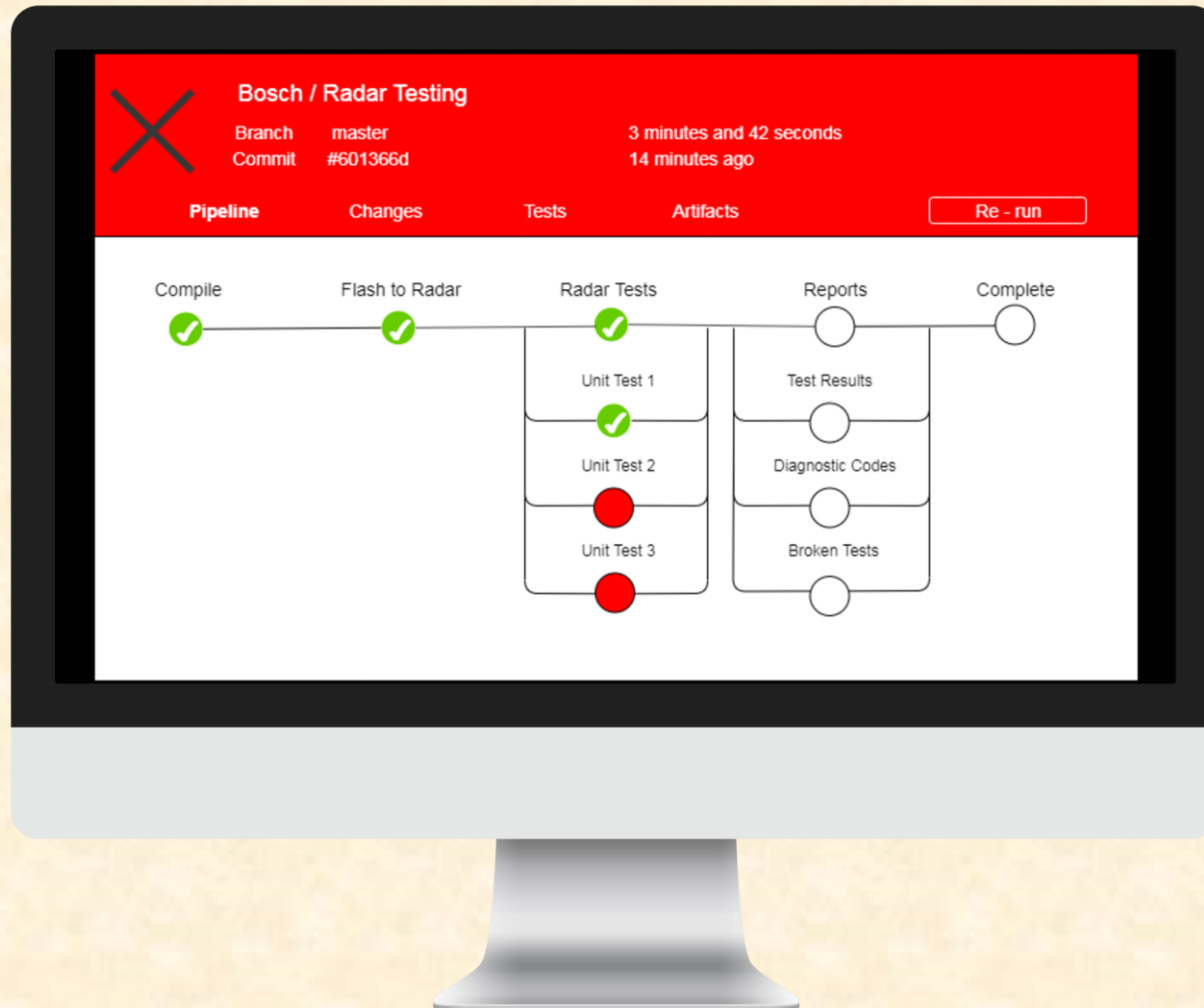 Bosch / Radar Testing
Branch master 3 minutes and 42 seconds
Commit #601366d 14 minutes ago
Pipeline Changes Tests Artifacts Re - run
Compile Flash to Radar Radar Tests Reports Complete
Unit Test 1 Test Results
Unit Test 2 Diagnostic Codes
Unit Test 3 Broken Tests